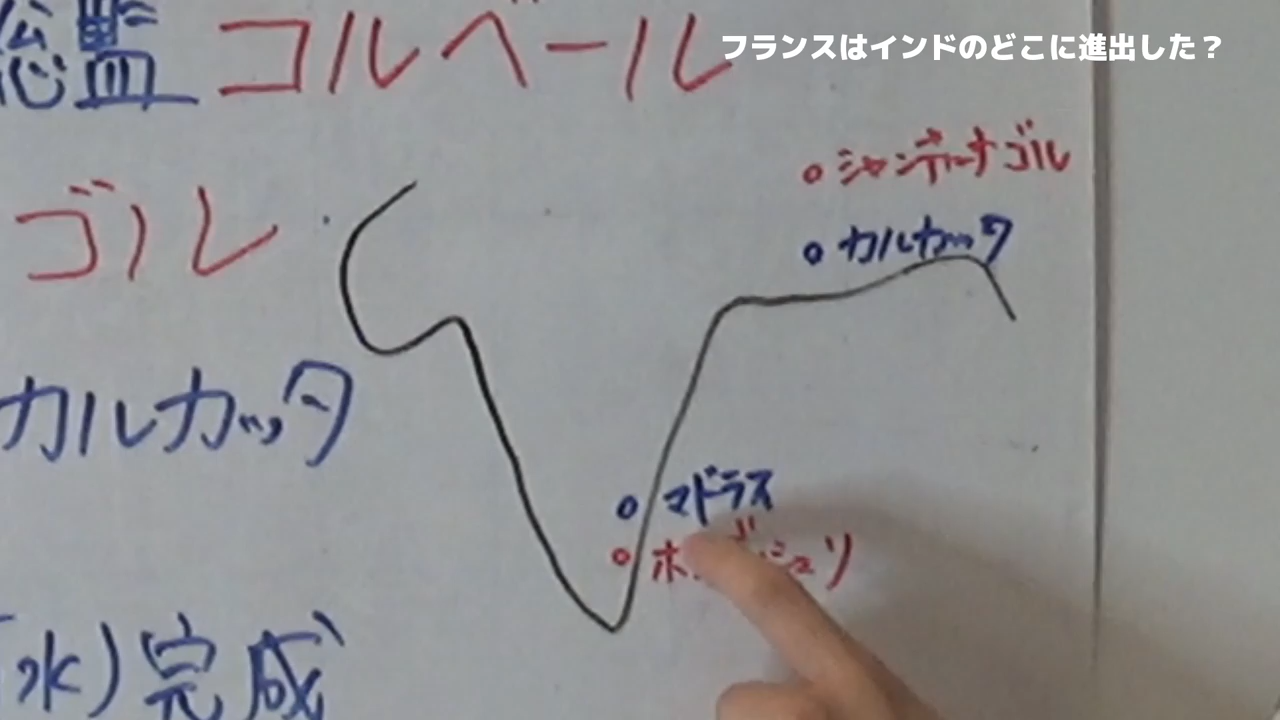 フランスはインドのどこに進出した？
総監 コルベール
シャンデルナゴル
ゴル
カルカッタ
カルカッタ
マドラス
(水)完成